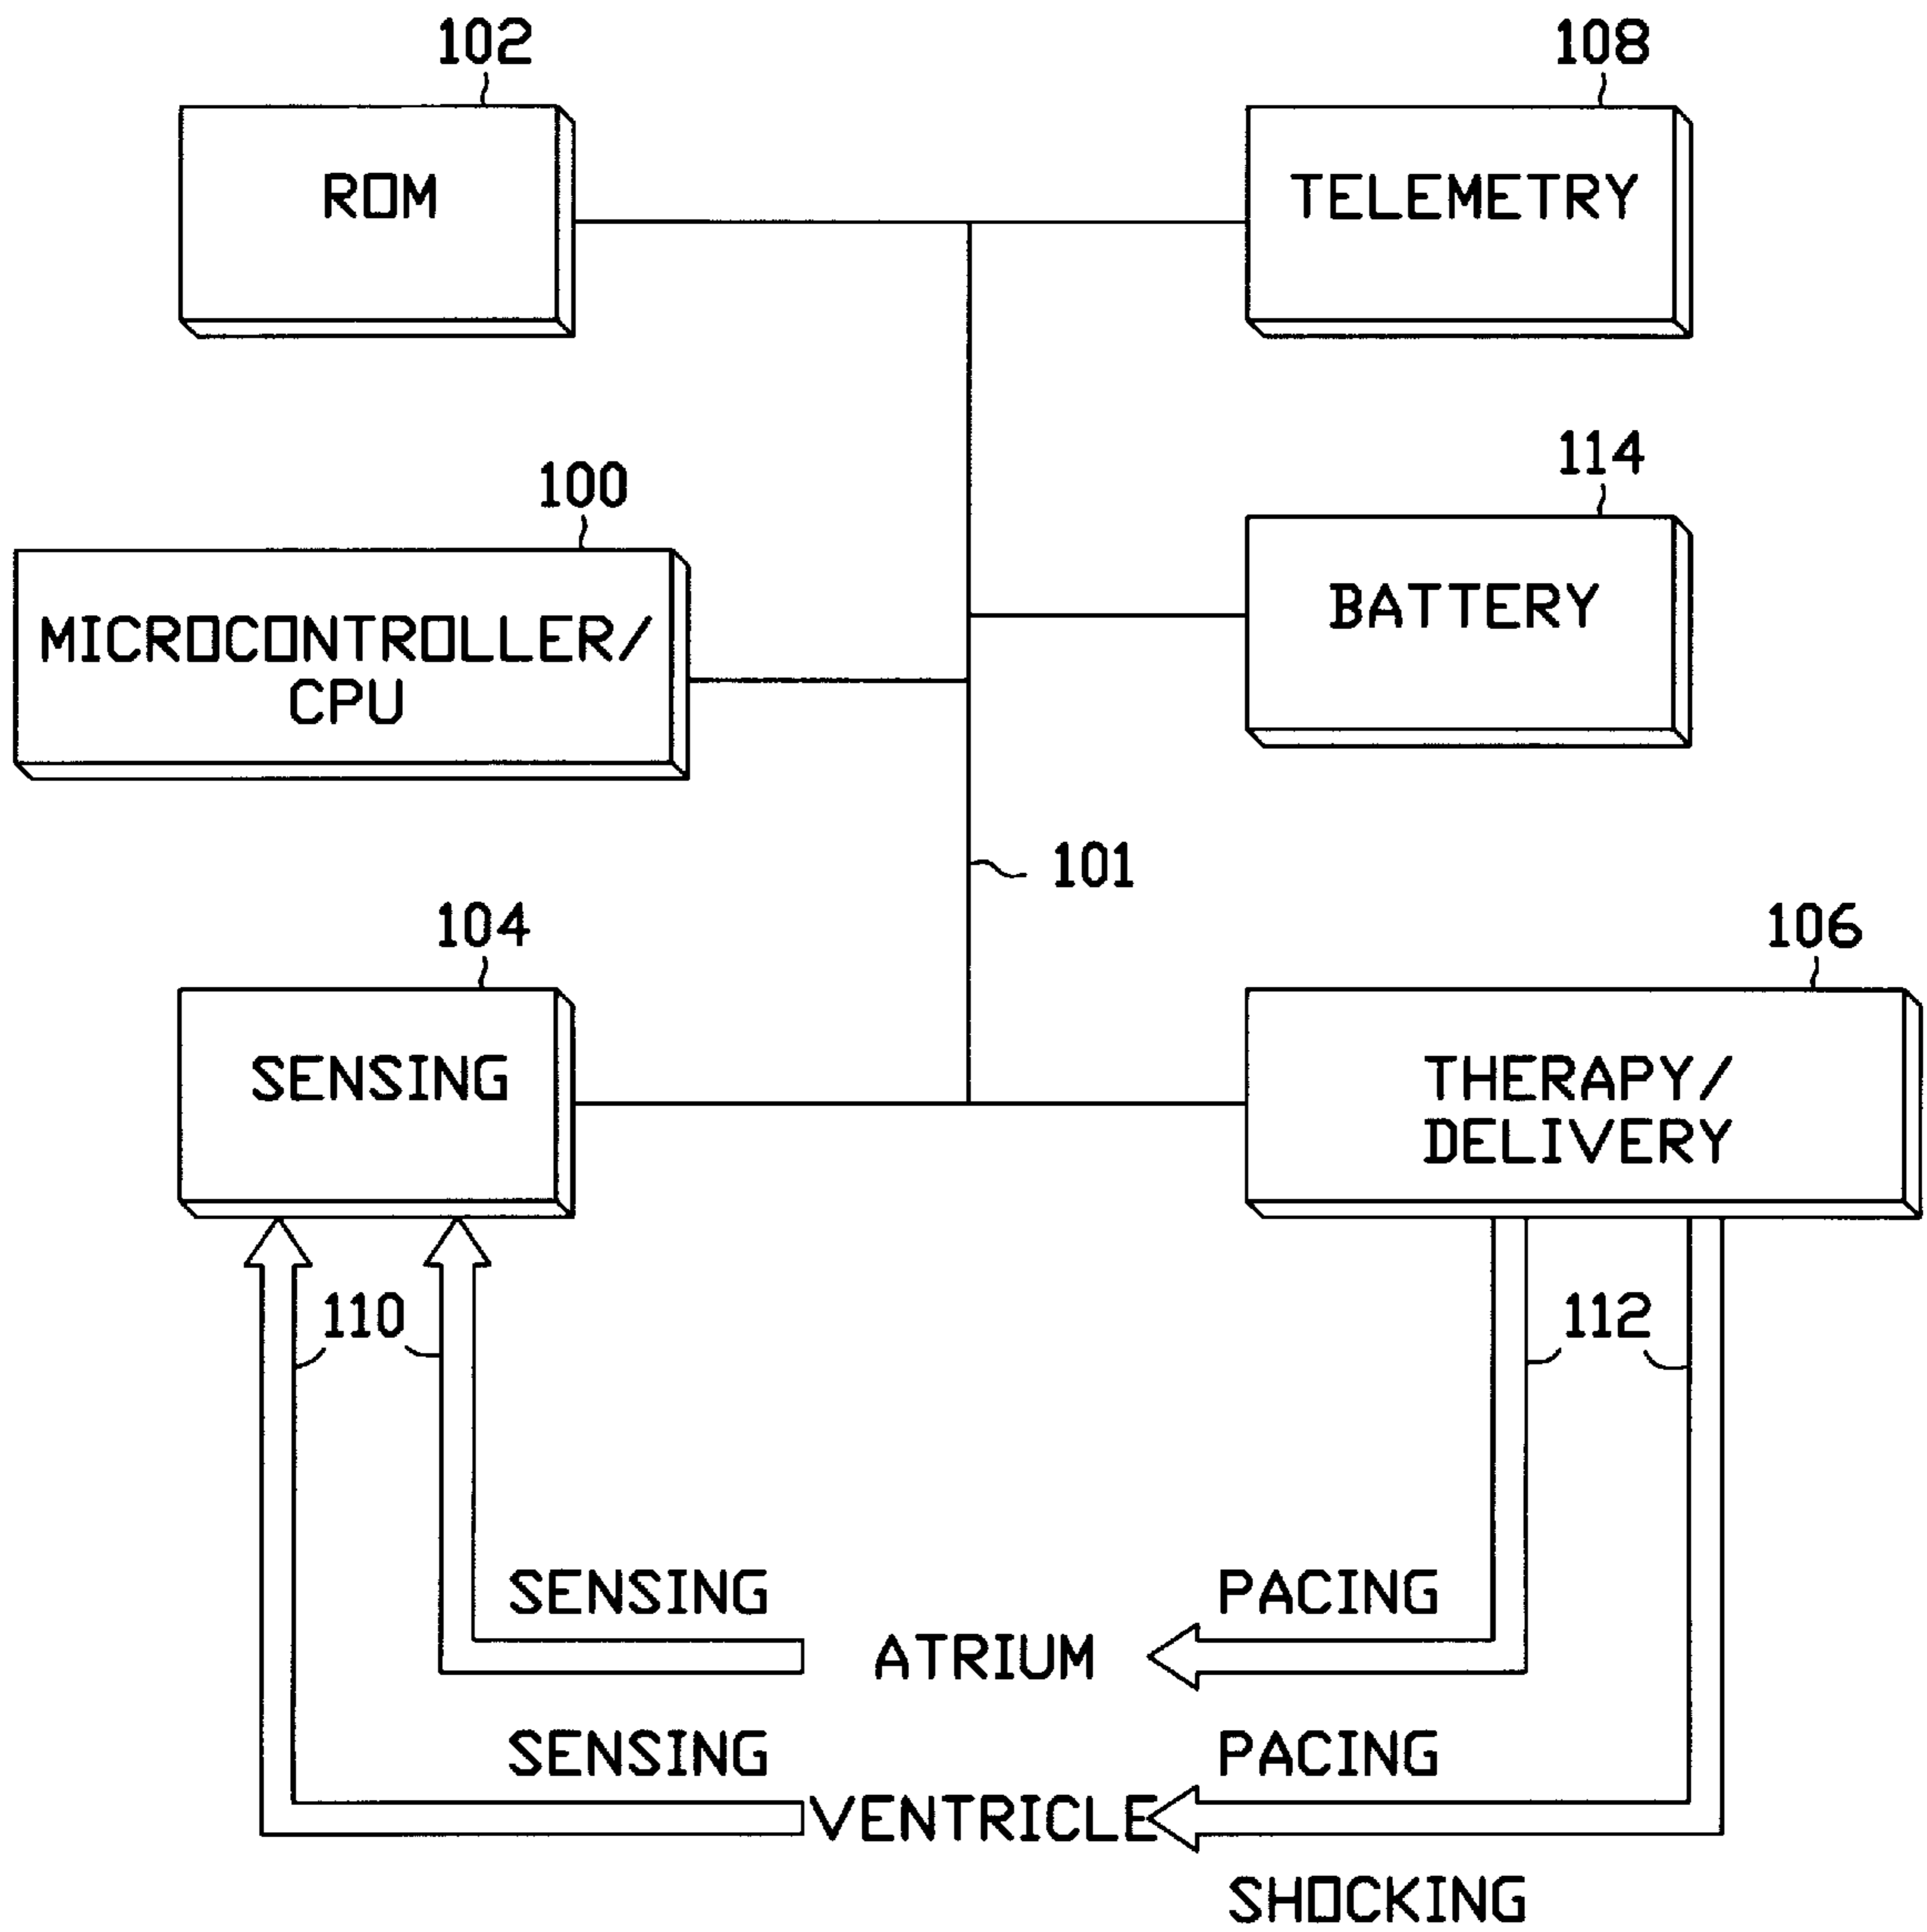 102
108
ROM
TELEMETRY
100
114
MICROCONTROLLER/
CPU
BATTERY
101
104
106
SENSING
THERAPY/
DELIVERY
110
112
SENSING
PACING
ATRIUM
SENSING
PACING
VENTRICLE
SHOCKING